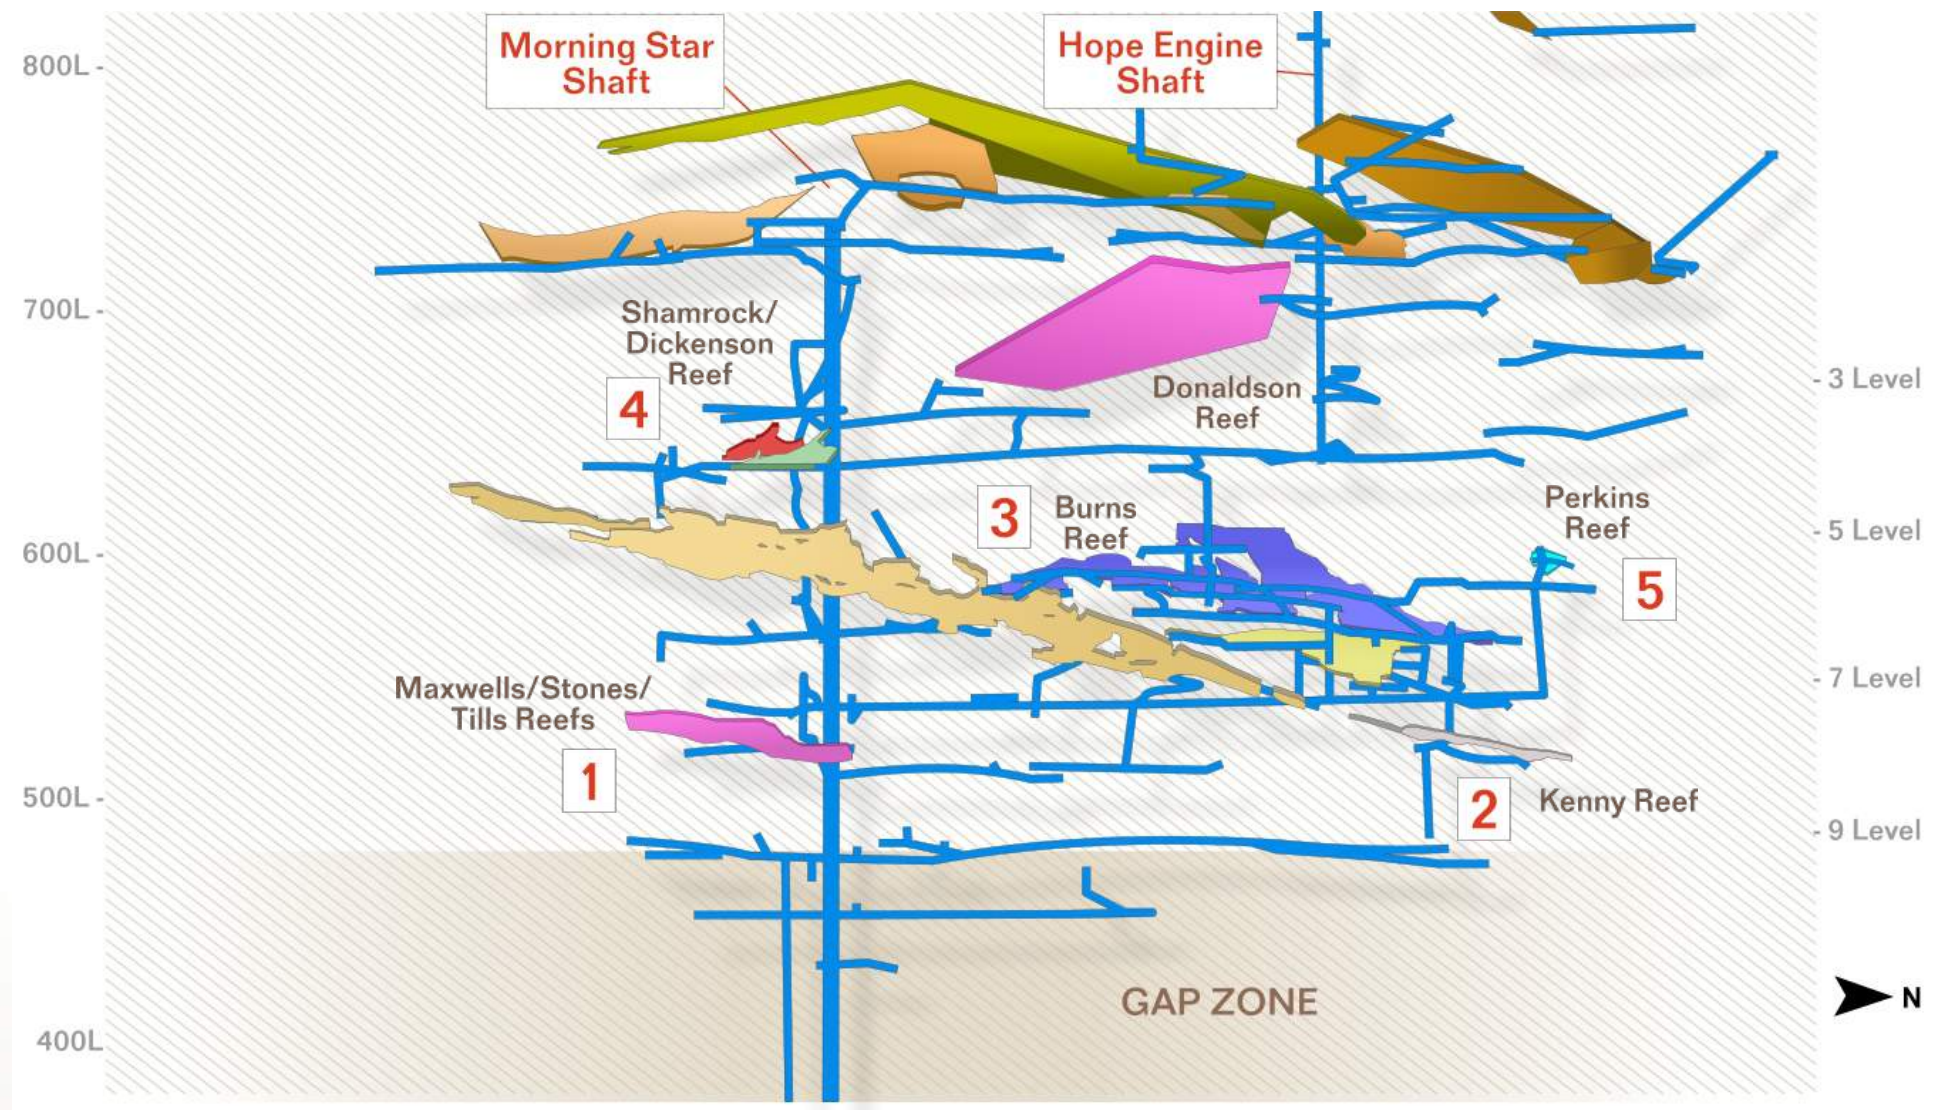 Morning Star
Shaft
Hope Engine
Shaft
800L
700L
600L
500L
400L
3 Level
5 Level
7 Level
9 Level
Shamrock/
Dickenson
Reef
4
Donaldson
Reef
3
Burns
Reef
Perkins
Reef
5
Maxwells/Stones/
Tills Reefs
1
2
Kenny Reef
GAP ZONE
N